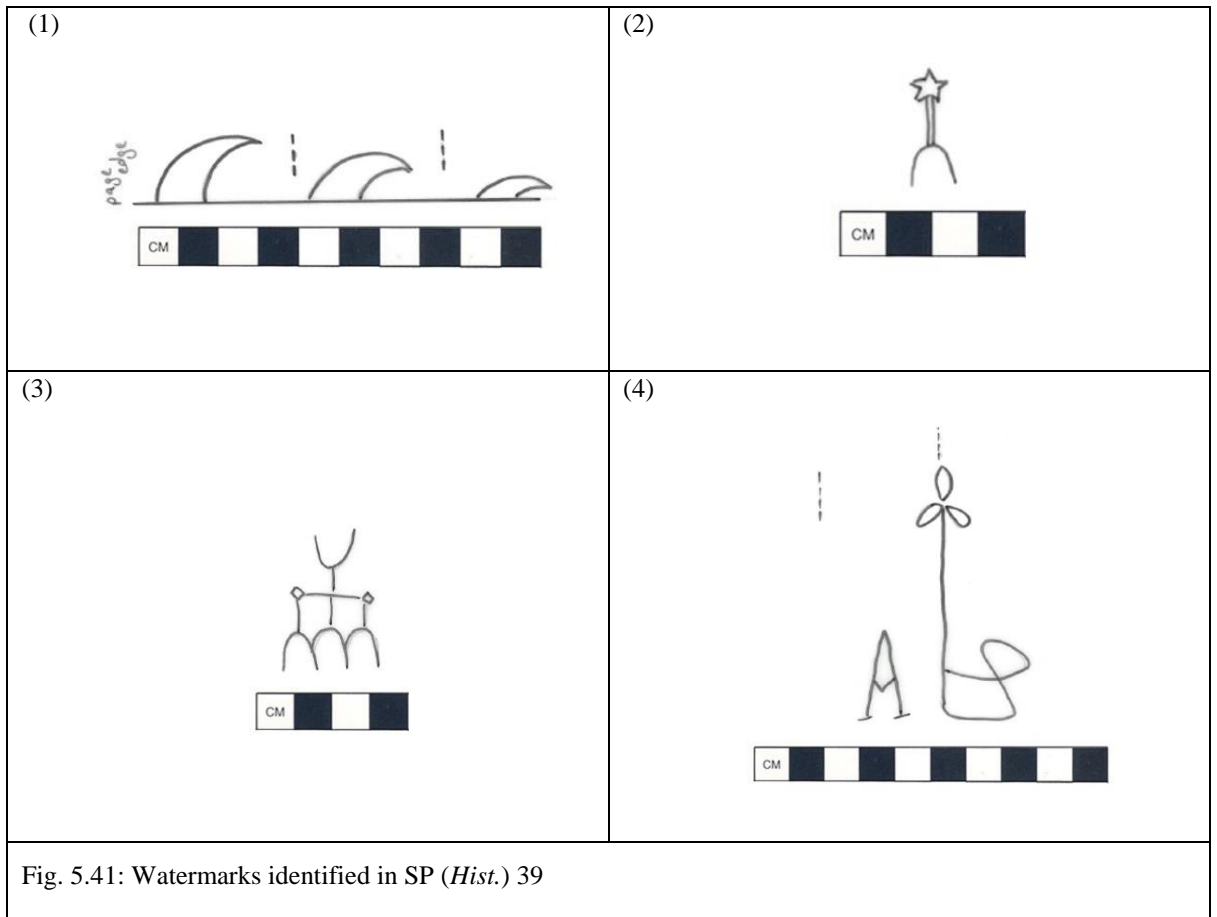 (1)
page edge
CM
(2)
CM
(3)
CM
(4)
A
CM
Fig. 5.41: Watermarks identified in SP (Hist.) 39